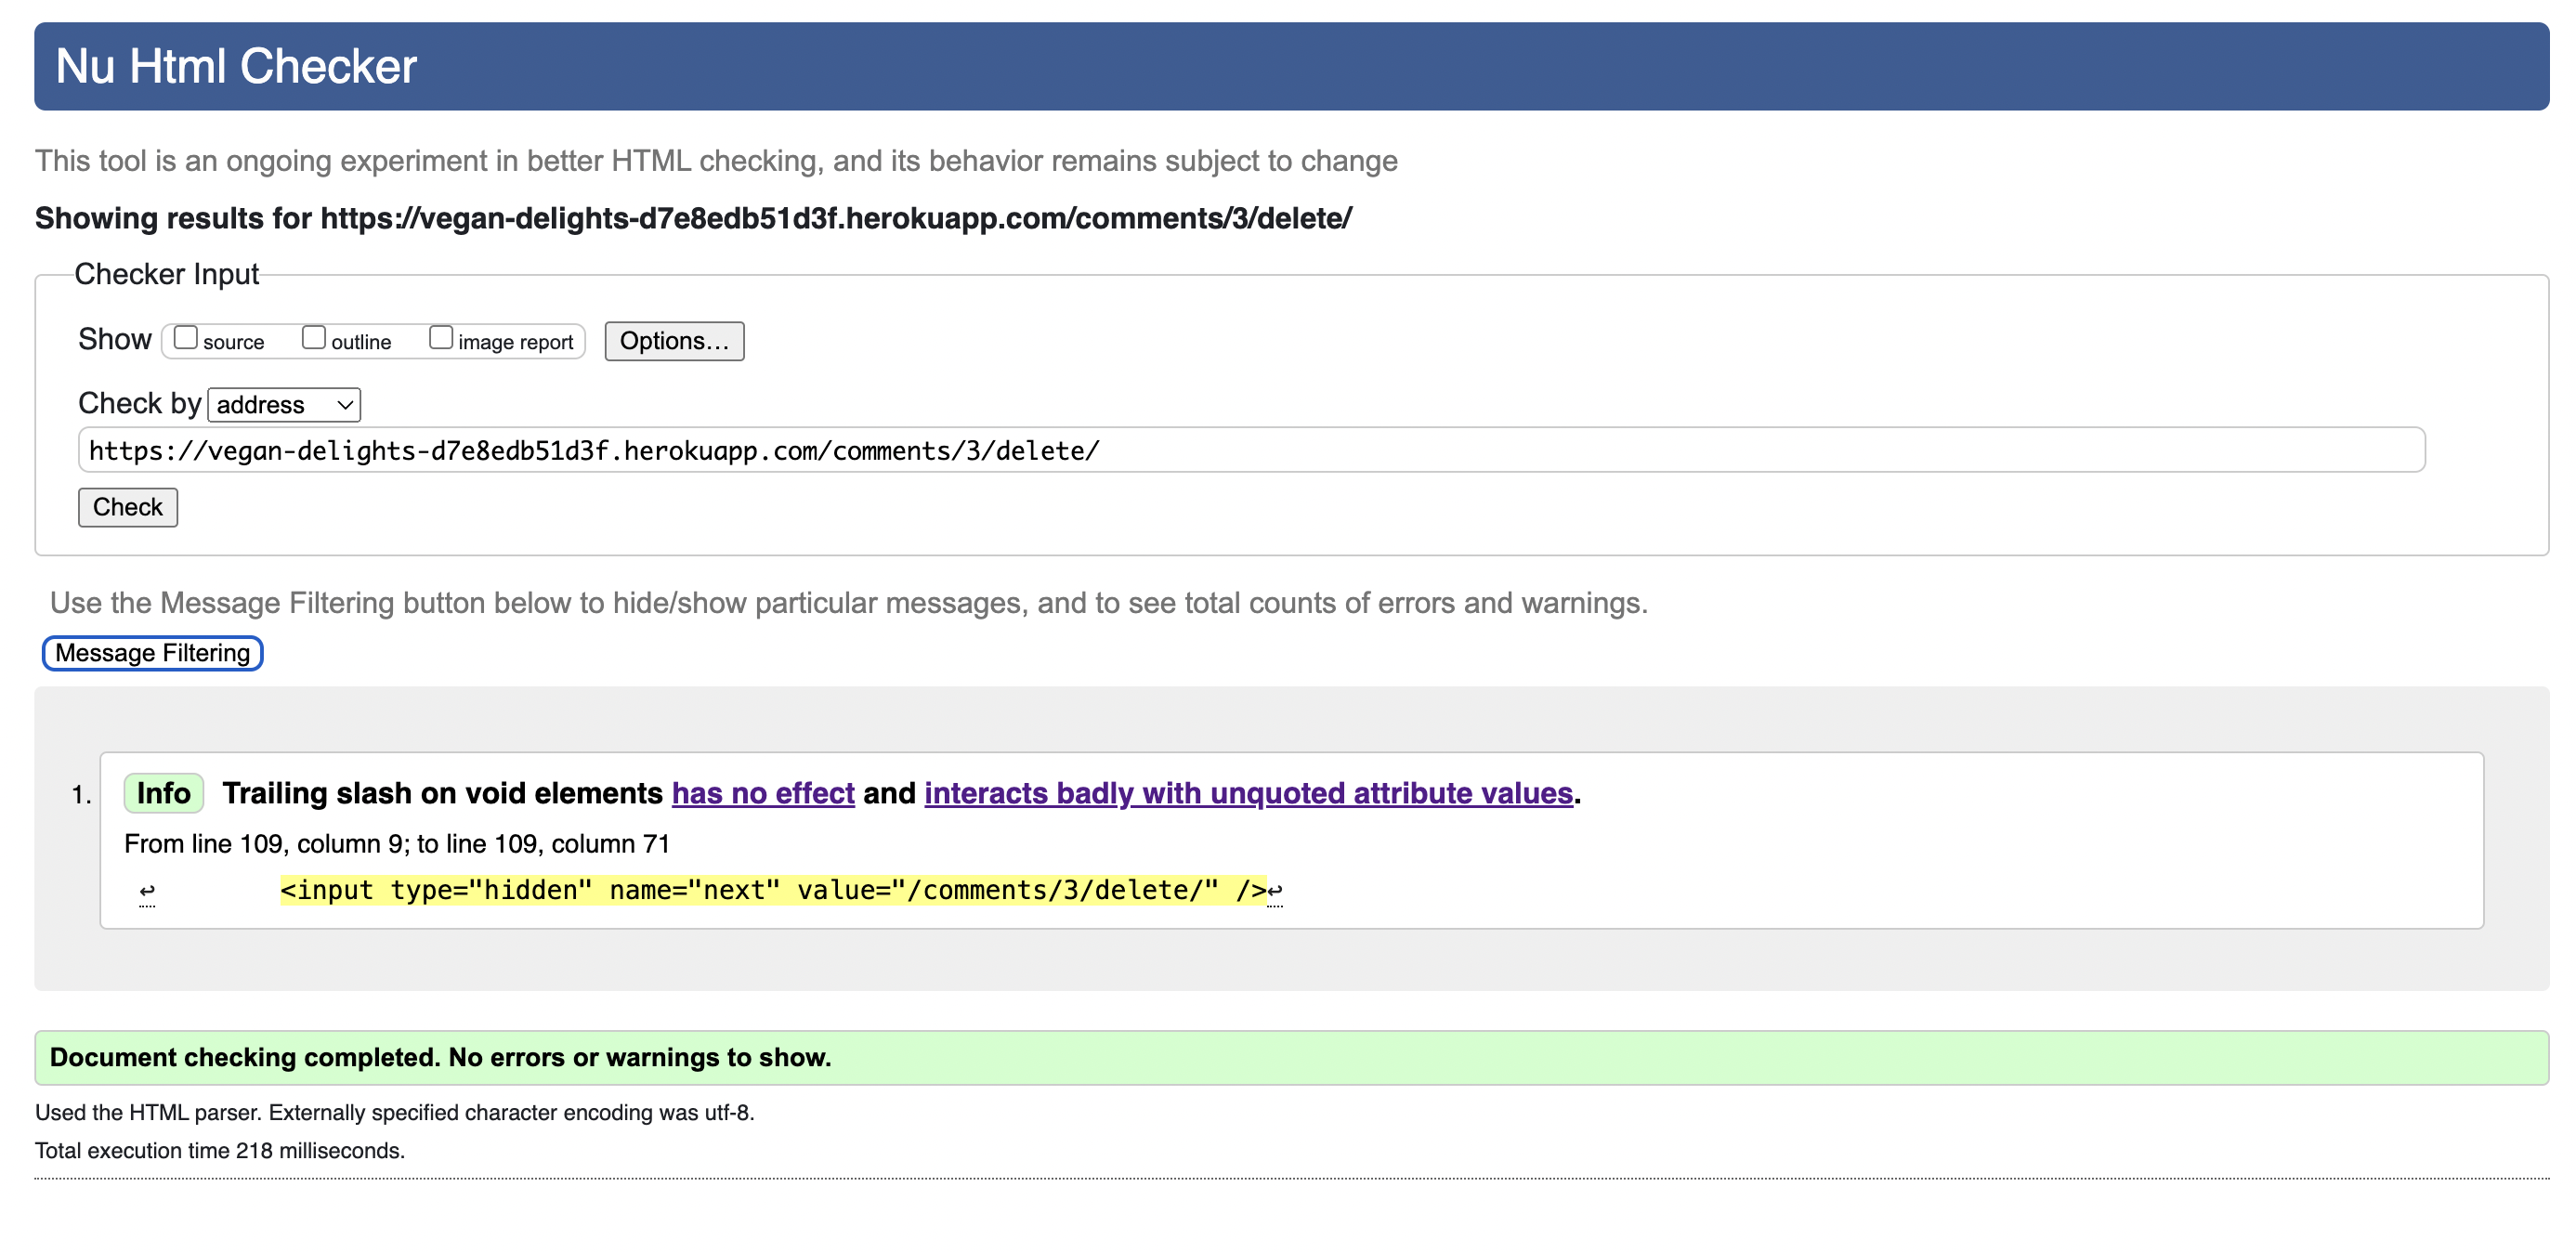 Nu Html Checker
This tool is an ongoing experiment in better HTML checking, and its behavior remains subject to change
Showing results for https://vegan-delights-d7e8edb51d3f.herokuapp.com/comments/3/delete/
Checker Input
Show source outline image report Options...
Check by address
https://vegan-delights-d7e8edb51d3f.herokuapp.com/comments/3/delete/
Check
Use the Message Filtering button below to hide/show particular messages, and to see total counts of errors and warnings.
Message Filtering
1. Info Trailing slash on void elements has no effect and interacts badly with unquoted attribute values.
From line 109, column 9; to line 109, column 71
↩ <input type="hidden" name="next" value="/comments/3/delete/" />↩
Document checking completed. No errors or warnings to show.
Used the HTML parser. Externally specified character encoding was utf-8.
Total execution time 218 milliseconds.